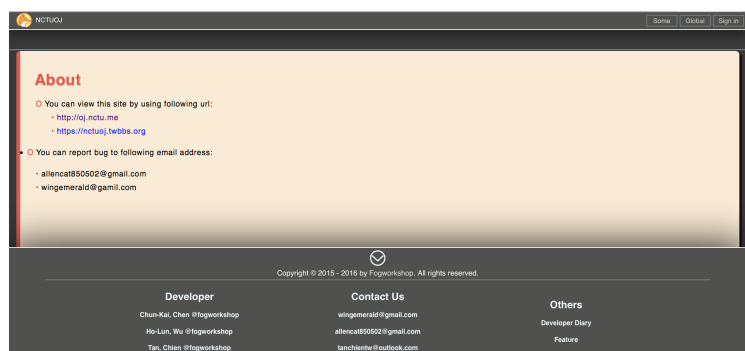 NCTUOJ
Some Global Sign in
About
O You can view this site by using following url:
http://oj.nctu.me
https://nctuoj.twbbs.org
O You can report bug to following email address:
allencat850502@gmail.com
wingemerald@gamil.com
Copyright © 2015 - 2016 by Fogworkshop. All rights reserved.
Developer
Chun-Kai, Chen @fogworkshop
Ho-Lun, Wu @fogworkshop
Tan, Chien @fogworkshop
Contact Us
wingemerald@gmail.com
allencat850502@gmail.com
tanchientw@outlook.com
Others
Developer Diary
Feature